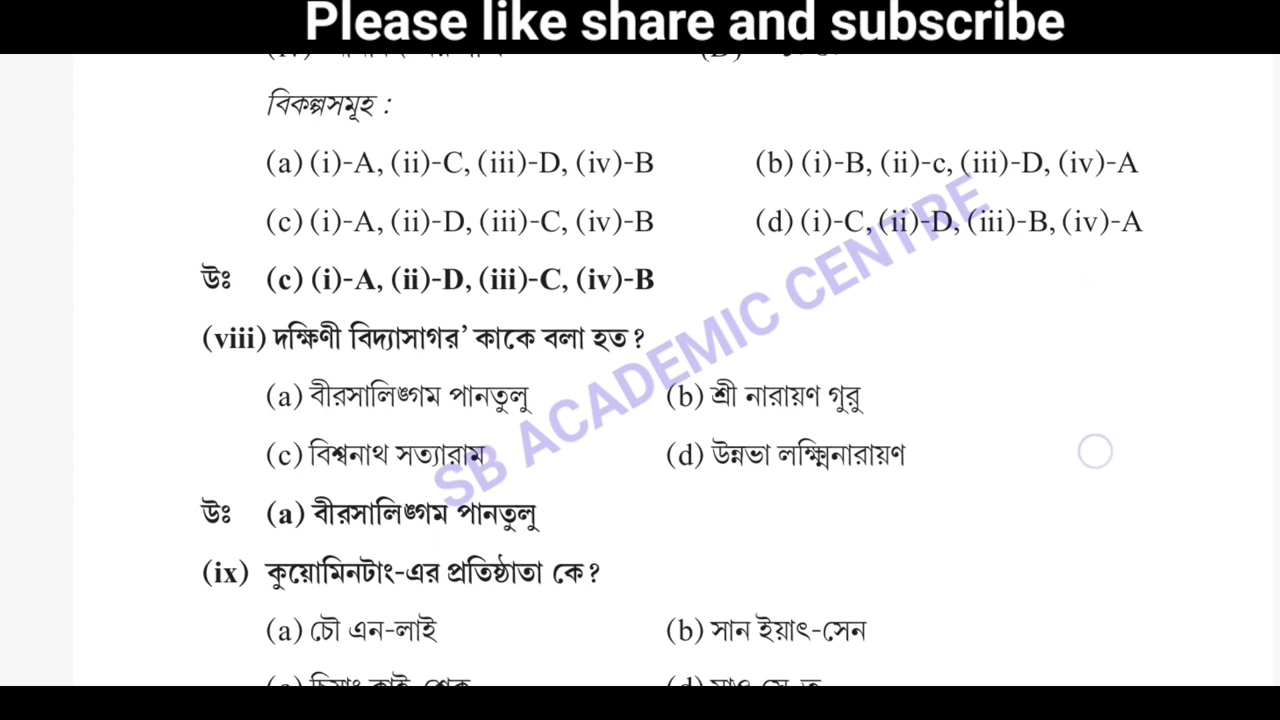 Please like share and subscribe
বিকল্পসমূহ :
(a) (i)-A, (ii)-C, (iii)-D, (iv)-B (b) (i)-B, (ii)-c, (iii)-D, (iv)-A
(c) (i)-A, (ii)-D, (iii)-C, (iv)-B (d) (i)-C, (ii)-D, (iii)-B, (iv)-A
উঃ (c) (i)-A, (ii)-D, (iii)-C, (iv)-B
(viii) দক্ষিণী বিদ্যাসাগর’ কাকে বলা হত?
(a) বীরসালিঙ্গম পানতুলু (b) শ্রী নারায়ণ গুরু
(c) বিশ্বনাথ সত্যারাম (d) উন্নভা লক্ষ্মিনারায়ণ
উঃ (a) বীরসালিঙ্গম পানতুলু
(ix) কুয়োমিনটাং-এর প্রতিষ্ঠাতা কে?
(a) চৌ এন-লাই (b) সান ইয়াৎ-সেন
SB ACADEMIC CENTRE